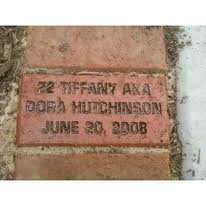 22 TIFFANY AKA
DORA HUTCHINSON
JUNE 20, 2008